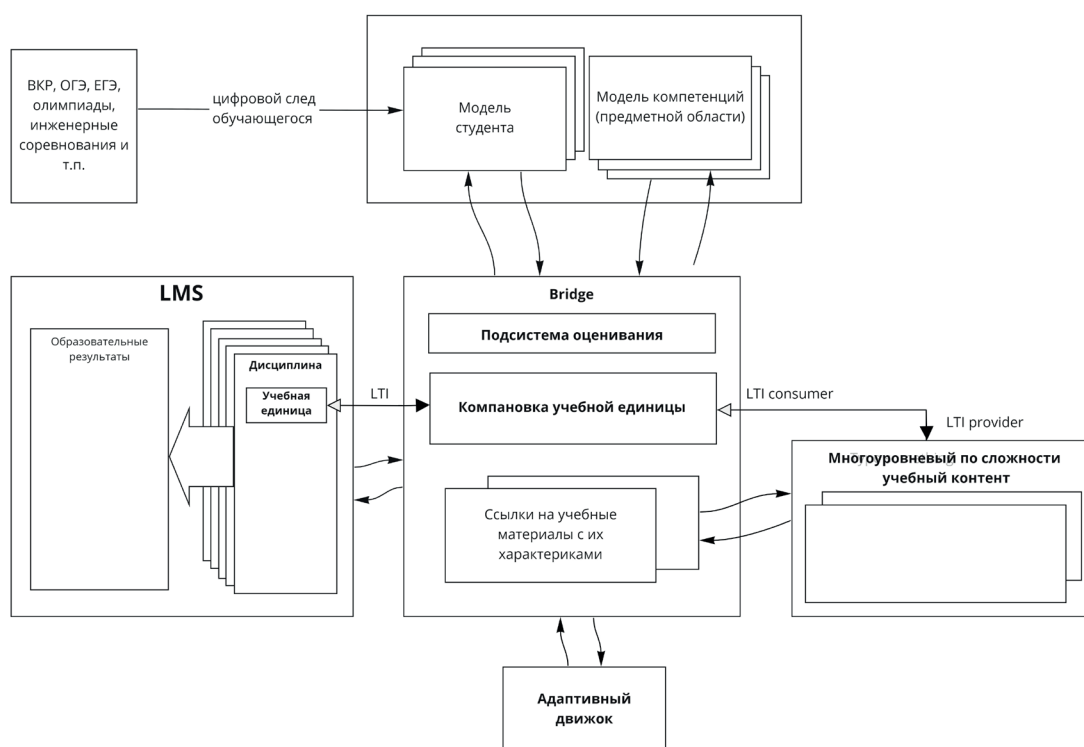 ВКР, ОГЭ, ЕГЭ,
олимпиады,
инженерные
соревнования и
т.п.
цифровой след
обучающегося
Модель
студента
Модель компетенций
(предметной области)
LMS
Образовательные
результаты
Дисциплина
Учебная
единица
LTI
Bridge
Подсистема оценивания
Компановка учебной единицы
Ссылки на учебные
материалы с их
характериками
LTI consumer
LTI provider
Многоуровневый по сложности
учебный контент
Адаптивный
движок